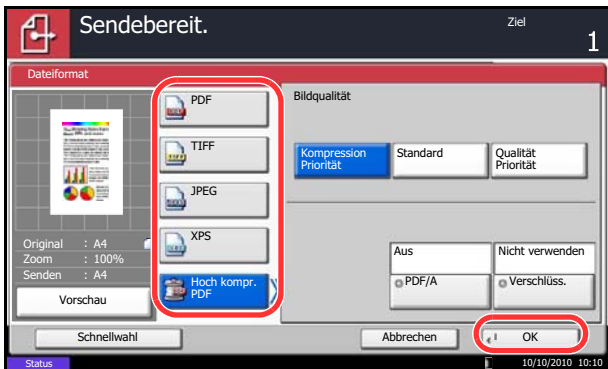 Sendebereit.
Ziel
1
Dateiformat
PDF
TIFF
JPEG
XPS
Hoch kompr.
PDF
Original : A4
Zoom : 100%
Senden : A4
Vorschau
Bildqualität
Kompression
Priorität
Standard
Qualität
Priorität
Aus
PDF/A
Nicht verwenden
Verschlüss.
Schnellwahl
Abbrechen
OK
Status
10/10/2010 10:10